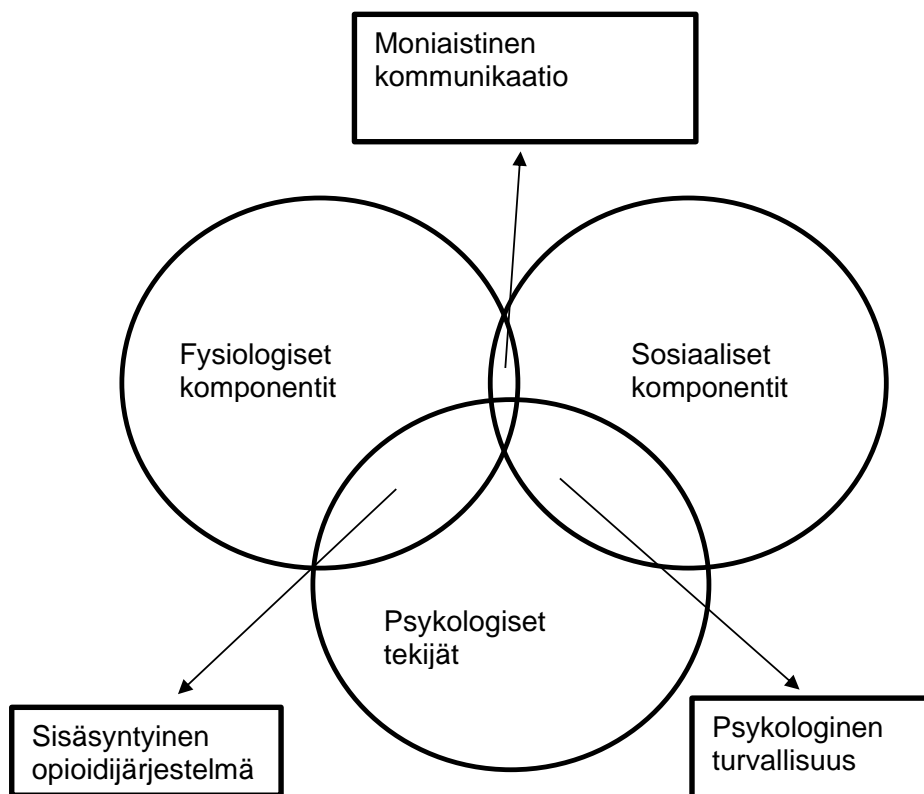 Moniaistinen
kommunikaatio
Fysiologiset
komponentit
Sosiaaliset
komponentit
Psykologiset
tekijät
Sisäsyntyinen
opioidijärjestelmä
Psykologinen
turvallisuus